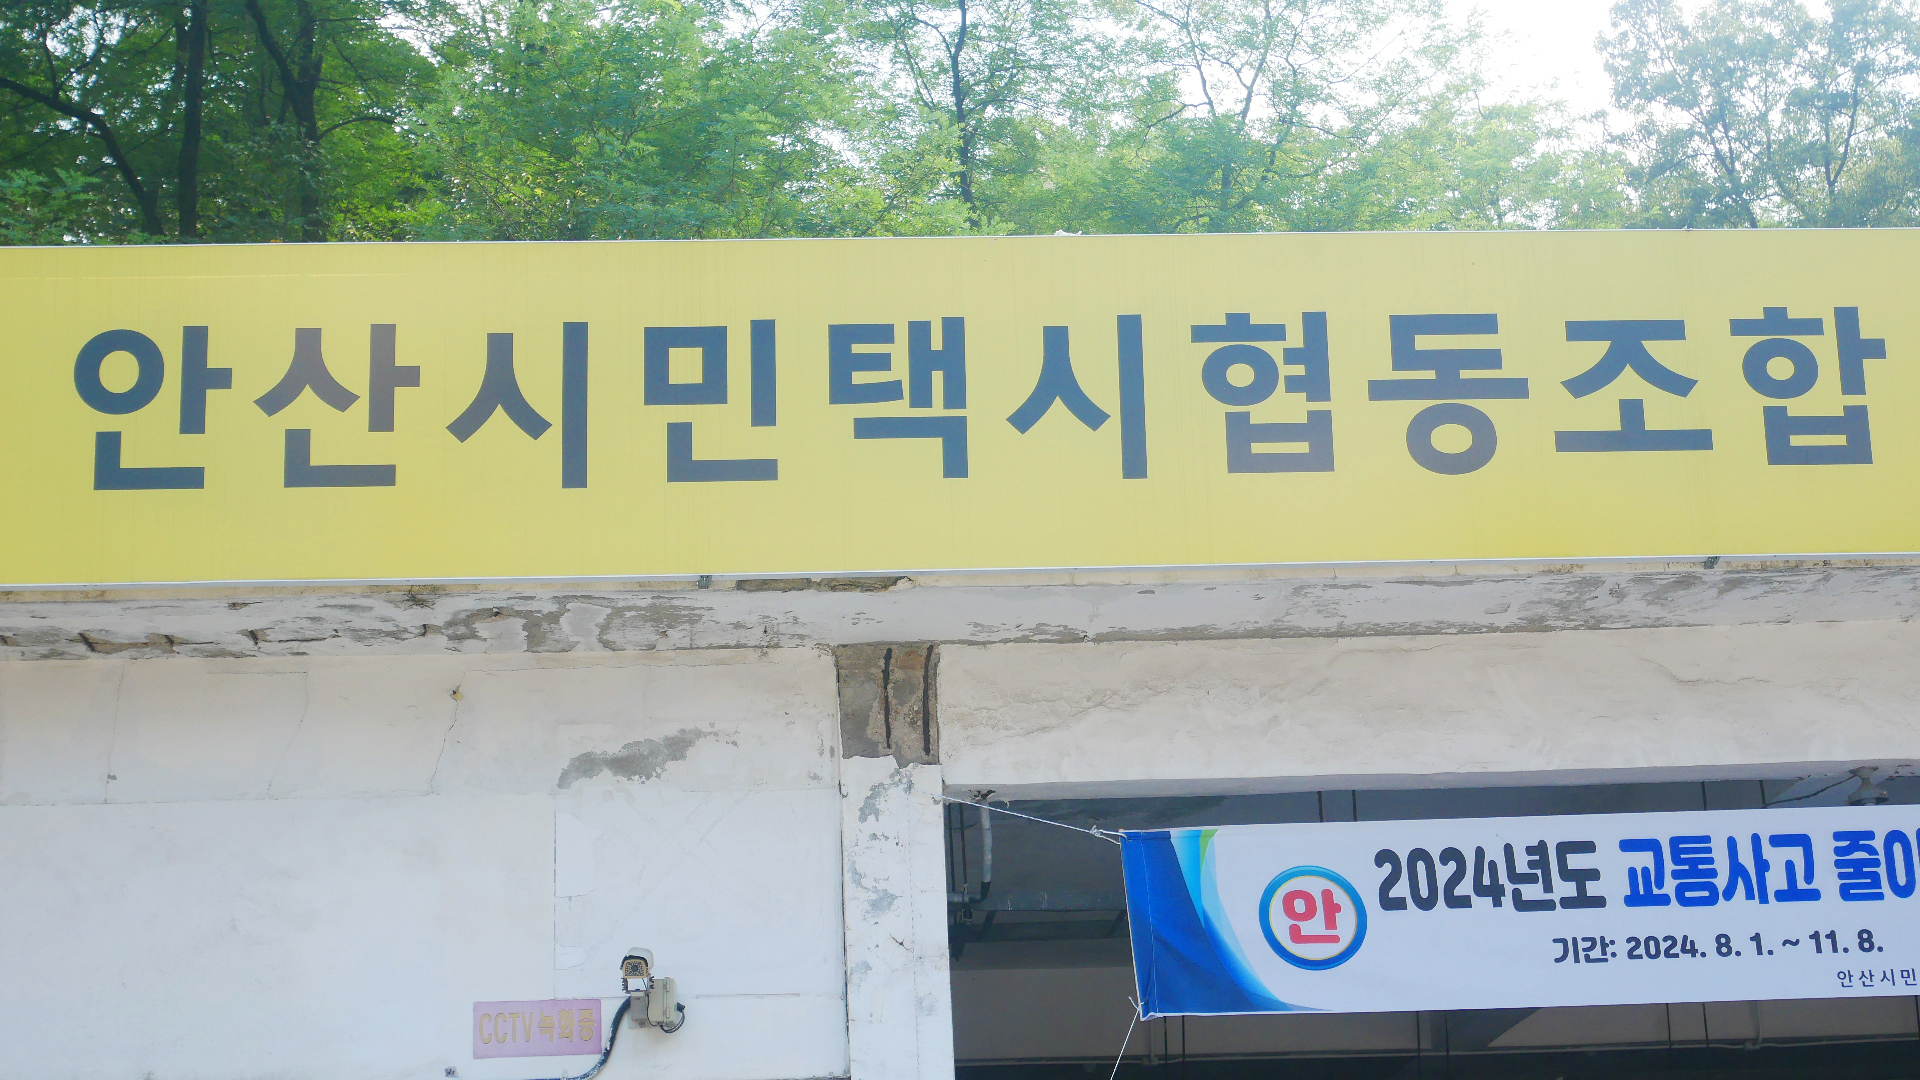 안산시민택시협동조합
2024년도 교통사고 줄이
안
기간: 2024. 8. 1. ~ 11. 8.
안산시민
CCTV 녹화중